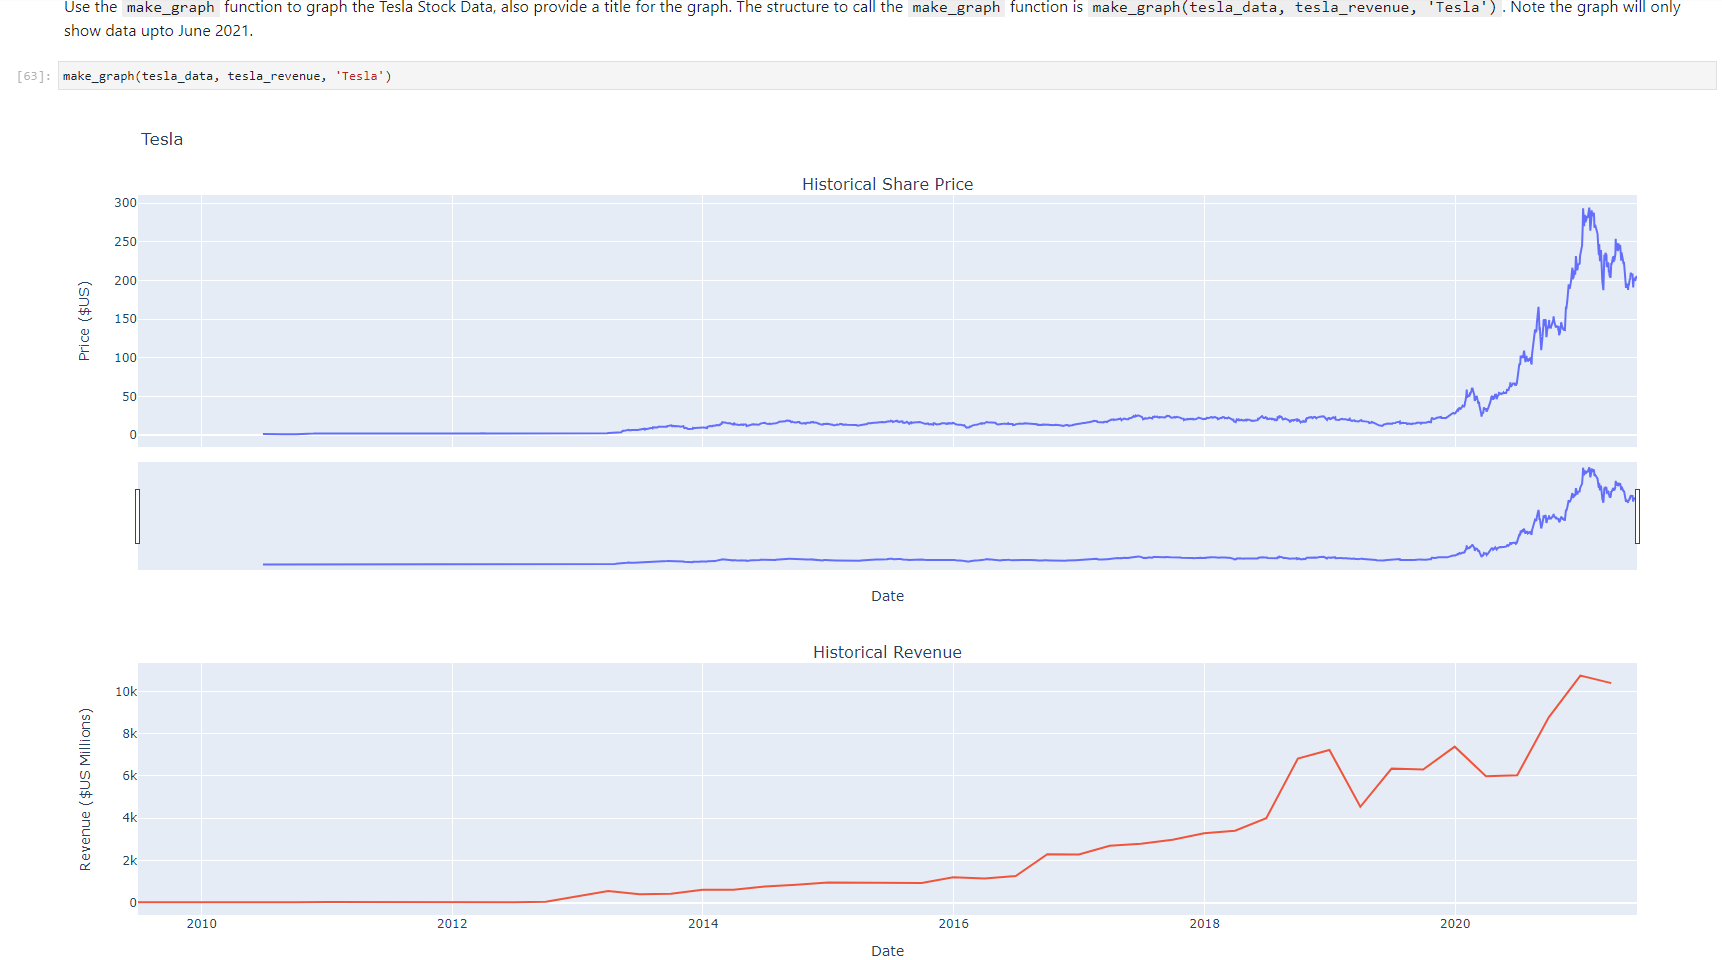 Use the make_graph function to graph the Tesla Stock Data, also provide a title for the graph. The structure to call the make_graph function is make_graph(tesla_data, tesla_revenue, 'Tesla'). Note the graph will only
show data upto June 2021.
[63]: make_graph(tesla_data, tesla_revenue, 'Tesla')
Tesla
Historical Share Price
300
250
200
150
100
50
0
Price ($US)
Date
Historical Revenue
10k
8k
6k
4k
2k
0
Revenue ($US Millions)
2010 2012 2014 2016 2018 2020
Date